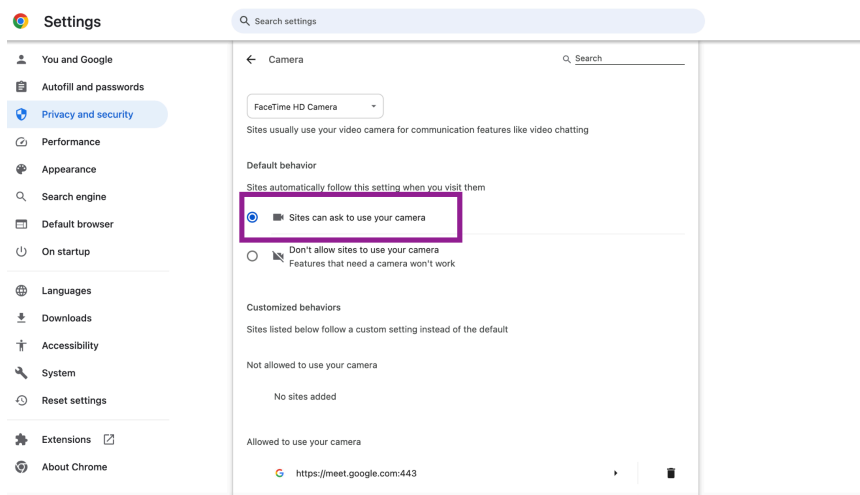 Settings
Search settings
You and Google
Autofill and passwords
Privacy and security
Performance
Appearance
Search engine
Default browser
On startup
Languages
Downloads
Accessibility
System
Reset settings
Extensions
About Chrome
Camera
Search
FaceTime HD Camera
Sites usually use your video camera for communication features like video chatting
Default behavior
Sites automatically follow this setting when you visit them
Sites can ask to use your camera
Don't allow sites to use your camera
Features that need a camera won't work
Customized behaviors
Sites listed below follow a custom setting instead of the default
Not allowed to use your camera
No sites added
Allowed to use your camera
https://meet.google.com:443